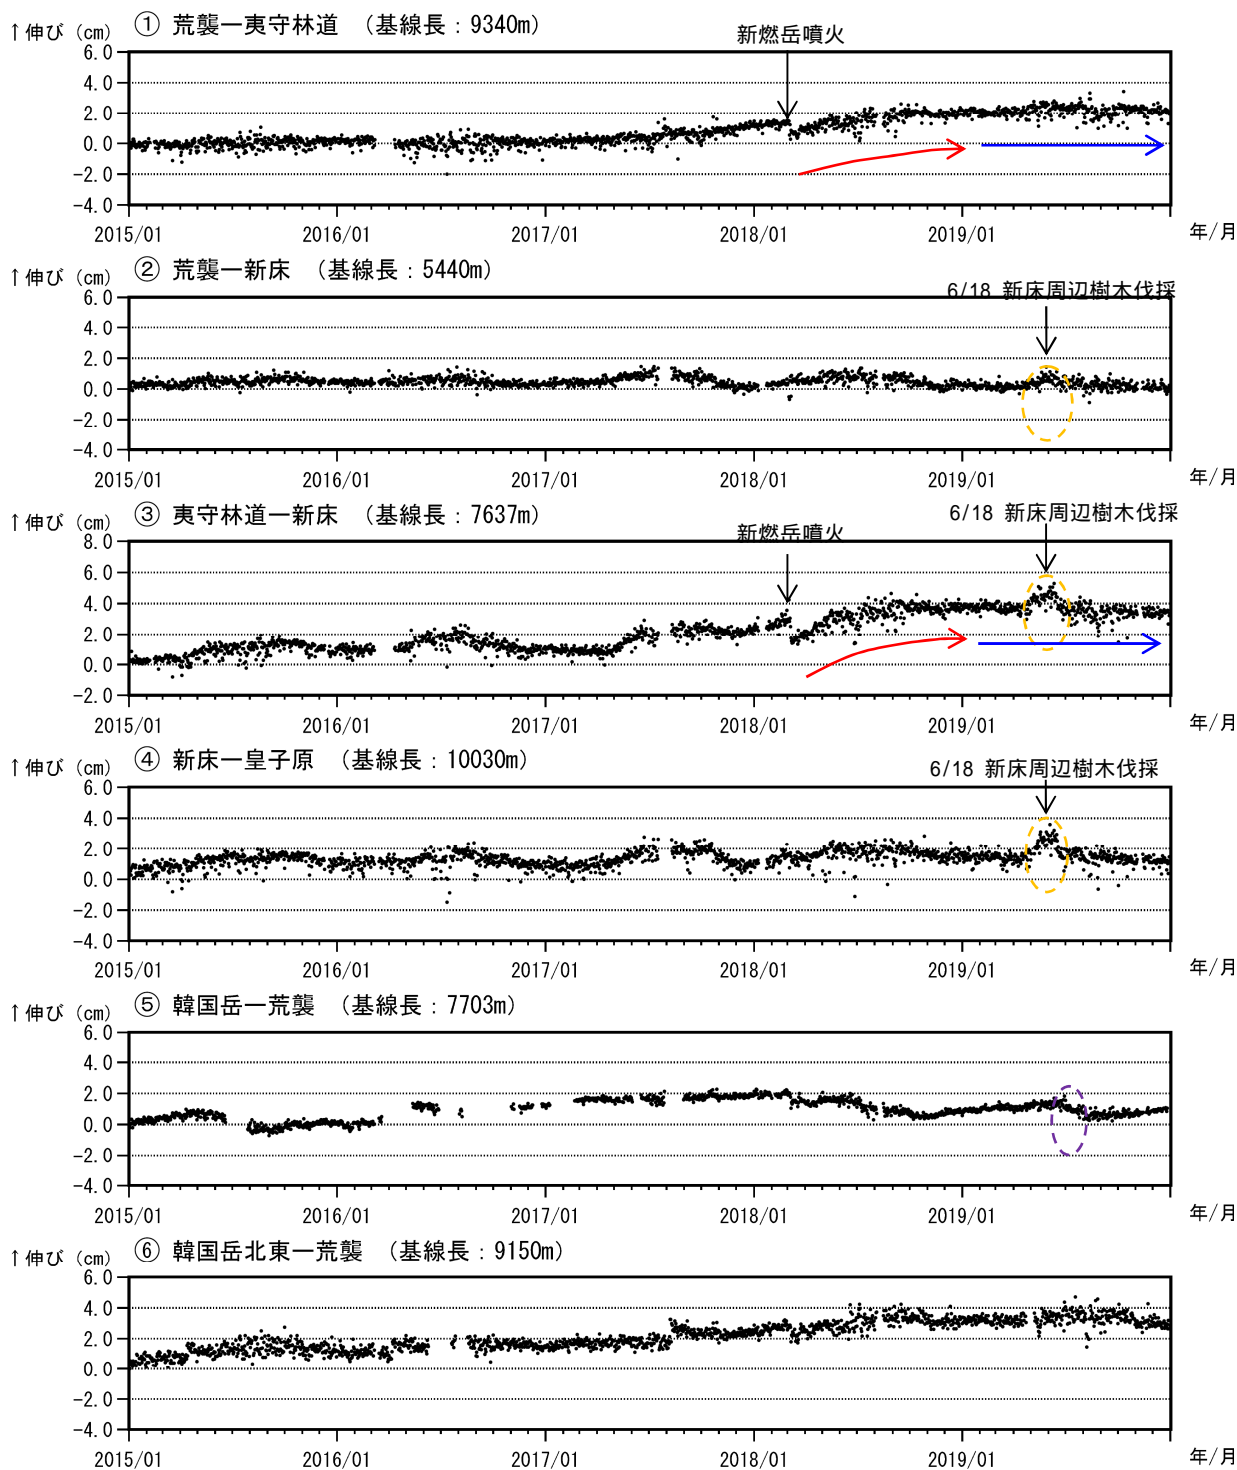 ↑伸び (cm) ① 荒襲ー夷守林道 （基線長：9340m）
新燃岳噴火
6.0
4.0
2.0
0.0
-2.0
-4.0
2015/01 2016/01 2017/01 2018/01 2019/01 年/月
↑伸び (cm) ② 荒襲ー新床 （基線長：5440m）
6/18 新床周辺樹木伐採
6.0
4.0
2.0
0.0
-2.0
-4.0
2015/01 2016/01 2017/01 2018/01 2019/01 年/月
↑伸び (cm) ③ 夷守林道ー新床 （基線長：7637m）
6/18 新床周辺樹木伐採
新燃岳噴火
8.0
6.0
4.0
2.0
0.0
-2.0
2015/01 2016/01 2017/01 2018/01 2019/01 年/月
↑伸び (cm) ④ 新床ー皇子原 （基線長：10030m）
6/18 新床周辺樹木伐採
6.0
4.0
2.0
0.0
-2.0
-4.0
2015/01 2016/01 2017/01 2018/01 2019/01 年/月
↑伸び (cm) ⑤ 韓国岳ー荒襲 （基線長：7703m）
6.0
4.0
2.0
0.0
-2.0
-4.0
2015/01 2016/01 2017/01 2018/01 2019/01 年/月
↑伸び (cm) ⑥ 韓国岳北東ー荒襲 （基線長：9150m）
6.0
4.0
2.0
0.0
-2.0
-4.0
2015/01 2016/01 2017/01 2018/01 2019/01 年/月